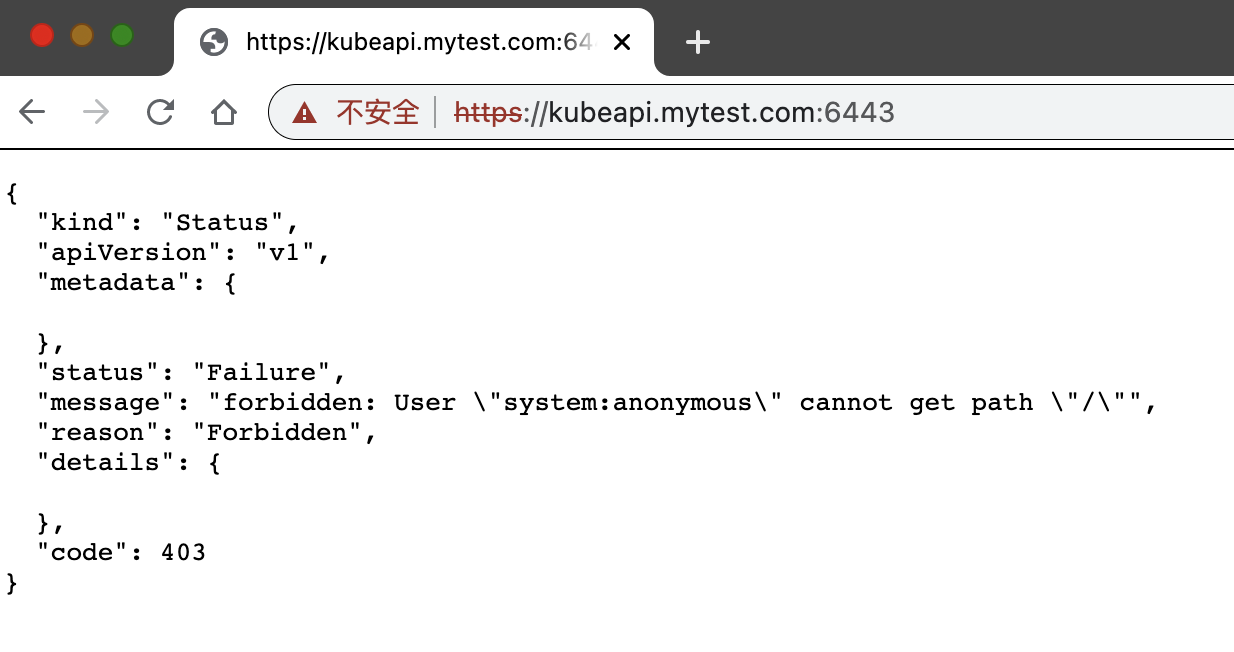 https://kubeapi.mytest.com:64
不安全 https://kubeapi.mytest.com:6443
{
  "kind": "Status",
  "apiVersion": "v1",
  "metadata": {

  },
  "status": "Failure",
  "message": "forbidden: User \"system:anonymous\" cannot get path \"/\"",
  "reason": "Forbidden",
  "details": {

  },
  "code": 403
}